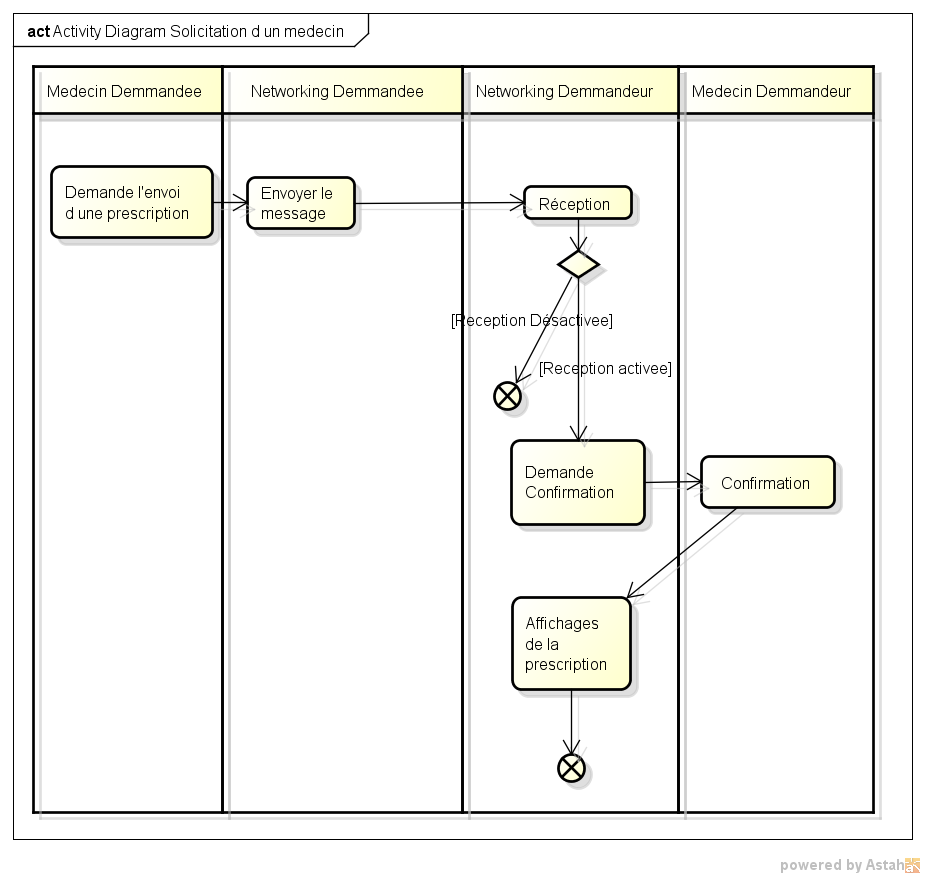 act Activity Diagram Solicitation d un medecin
Medecin Demmandee
Networking Demmandee
Networking Demmandeur
Medecin Demmandeur
Demande l'envoi
d une prescription
Envoyer le
message
Réception
[Reception Désactivee]
[Reception activee]
Demande
Confirmation
Confirmation
Affichages
de la
prescription
powered by Astah